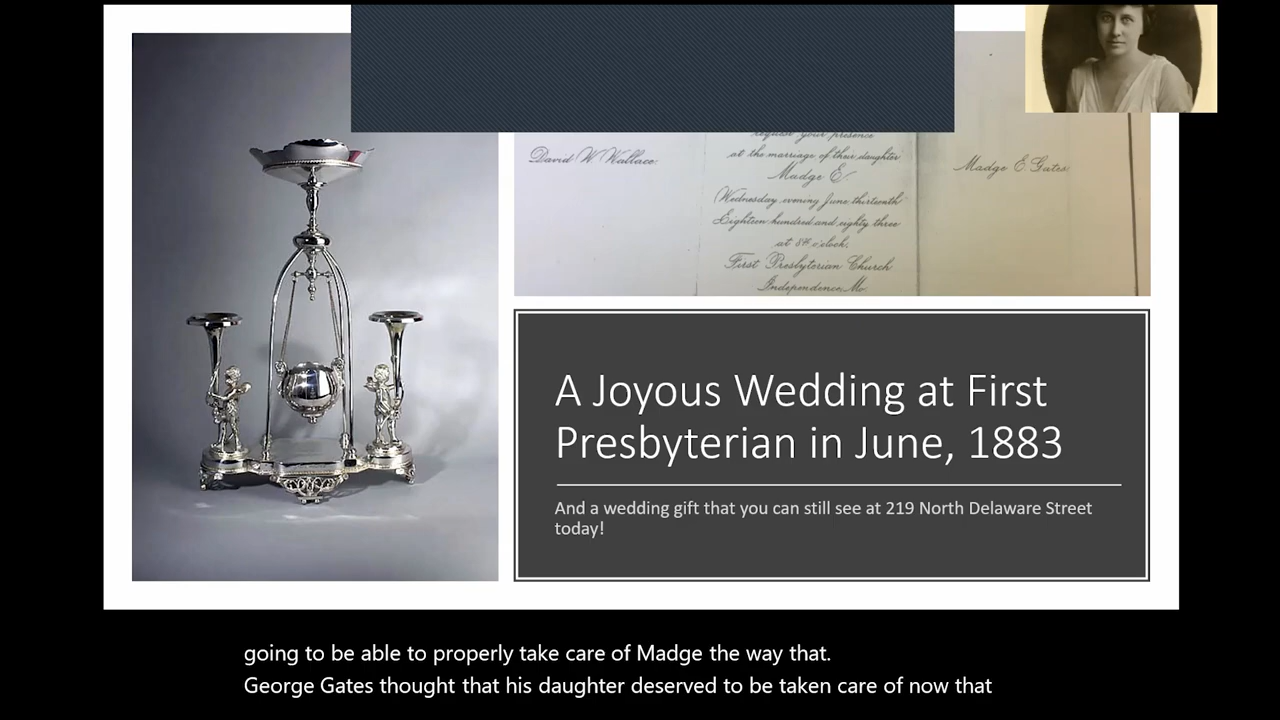 request your presence
at the marriage of their daughter
Madge E.
Wednesday evening June thirteenth
Eighteen hundred and eighty three
at 8½ o'clock,
First Presbyterian Church
Independence, Mo.
David W. Wallace.
Madge E. Gates.
A Joyous Wedding at First
Presbyterian in June, 1883
And a wedding gift that you can still see at 219 North Delaware Street
today!
going to be able to properly take care of Madge the way that.
George Gates thought that his daughter deserved to be taken care of now that